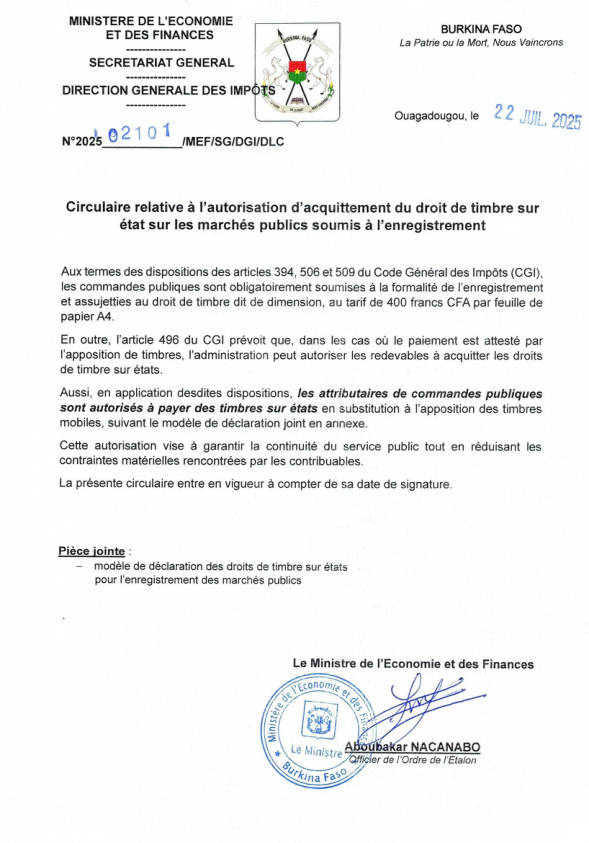 MINISTERE DE L'ECONOMIE
ET DES FINANCES
---------------
SECRETARIAT GENERAL
---------------
DIRECTION GENERALE DES IMPÔTS
---------------
N°2025 02101 /MEF/SG/DGI/DLC
BURKINA FASO
BURKINA FASO
La Patrie ou la Mort, Nous Vaincrons
Ouagadougou, le 22 JUIL. 2025
Circulaire relative à l'autorisation d'acquittement du droit de timbre sur
état sur les marchés publics soumis à l'enregistrement
Aux termes des dispositions des articles 394, 506 et 509 du Code Général des Impôts (CGI),
les commandes publiques sont obligatoirement soumises à la formalité de l'enregistrement
et assujetties au droit de timbre dit de dimension, au tarif de 400 francs CFA par feuille de
papier A4.
En outre, l'article 496 du CGI prévoit que, dans les cas où le paiement est attesté par
l'apposition de timbres, l'administration peut autoriser les redevables à acquitter les droits
de timbre sur états.
Aussi, en application desdites dispositions, les attributaires de commandes publiques
sont autorisés à payer des timbres sur états en substitution à l'apposition des timbres
mobiles, suivant le modèle de déclaration joint en annexe.
Cette autorisation vise à garantir la continuité du service public tout en réduisant les
contraintes matérielles rencontrées par les contribuables.
La présente circulaire entre en vigueur à compter de sa date de signature.
Pièce jointe :
– modèle de déclaration des droits de timbre sur états
pour l'enregistrement des marchés publics
Le Ministre de l'Economie et des Finances
Ministère de l'Economie et des Finances
Le Ministre
Burkina Faso
Aboubakar NACANABO
Officier de l'Ordre de l'Etalon